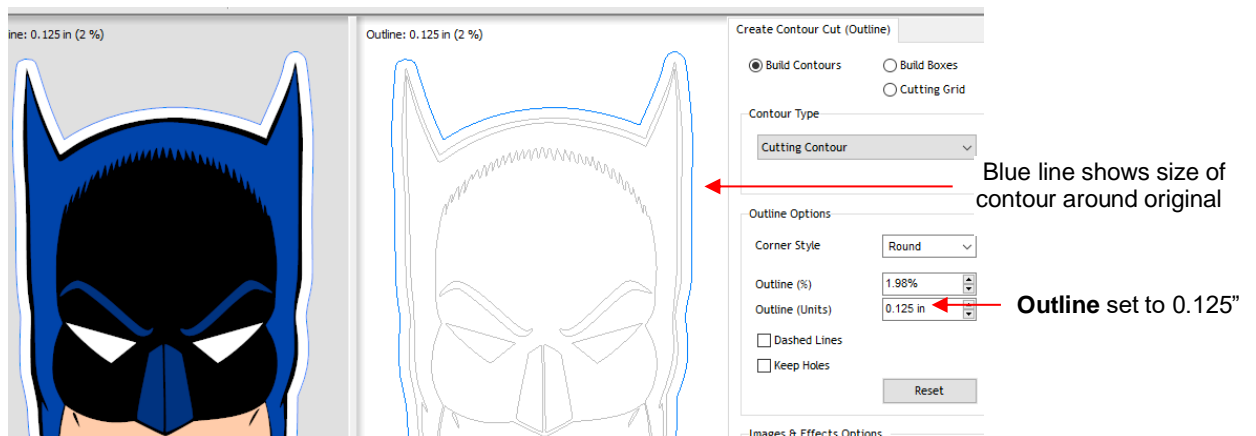 ine: 0.125 in (2 %)
Outline: 0.125 in (2 %)
Create Contour Cut (Outline)
Build Contours
Build Boxes
Cutting Grid
Contour Type
Cutting Contour
Blue line shows size of
contour around original
Outline Options
Corner Style
Round
Outline (%)
1.98%
Outline (Units)
0.125 in
Outline set to 0.125”
Dashed Lines
Keep Holes
Reset
Images & Effects Options